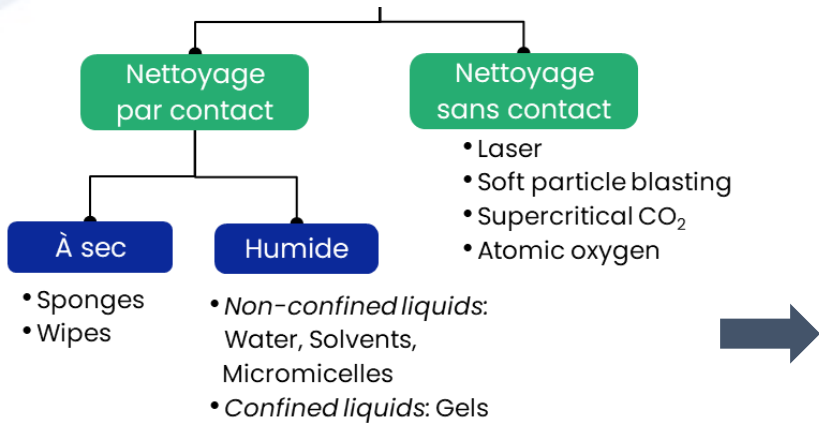 Nettoyage
par contact
Nettoyage
sans contact
• Laser
• Soft particle blasting
• Supercritical CO₂
• Atomic oxygen
À sec
Humide
• Sponges
• Wipes
• Non-confined liquids:
Water, Solvents,
Micromicelles
• Confined liquids: Gels